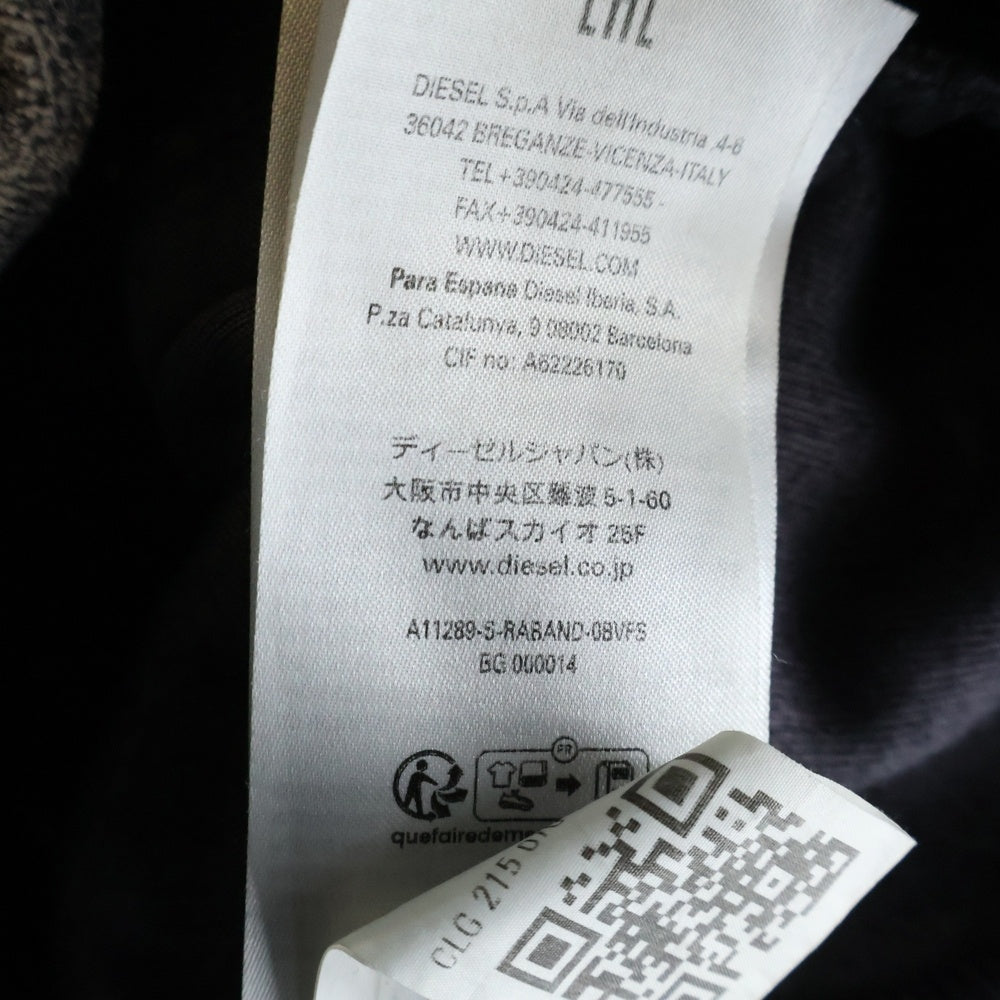 EAC
DIESEL S.p.A Via dell'Industria 4-6
36042 BREGANZE-VICENZA-ITALY
TEL+390424-477555 -
FAX+390424-411955
WWW.DIESEL.COM
Para Espana Diesel Iberia, S.A.
P.za Catalunya, 9 08002 Barcelona
CIF no: A62226170
ディーゼルジャパン(株)
大阪市中央区難波 5-1-60
なんばスカイオ 25F
www.diesel.co.jp
A11289-S-RABAND-0BVFS
BG 000014
FR
CLG 215